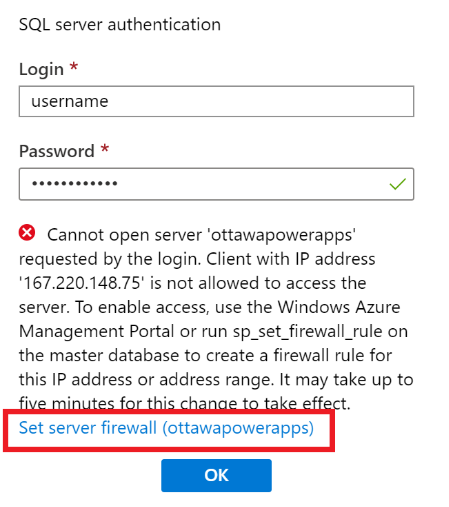 SQL server authentication
Login *
username
Password *
••••••••••••
Cannot open server 'ottawapowerapps'
requested by the login. Client with IP address
'167.220.148.75' is not allowed to access the
server. To enable access, use the Windows Azure
Management Portal or run sp_set_firewall_rule on
the master database to create a firewall rule for
this IP address or address range. It may take up to
five minutes for this change to take effect.
Set server firewall (ottawapowerapps)
OK